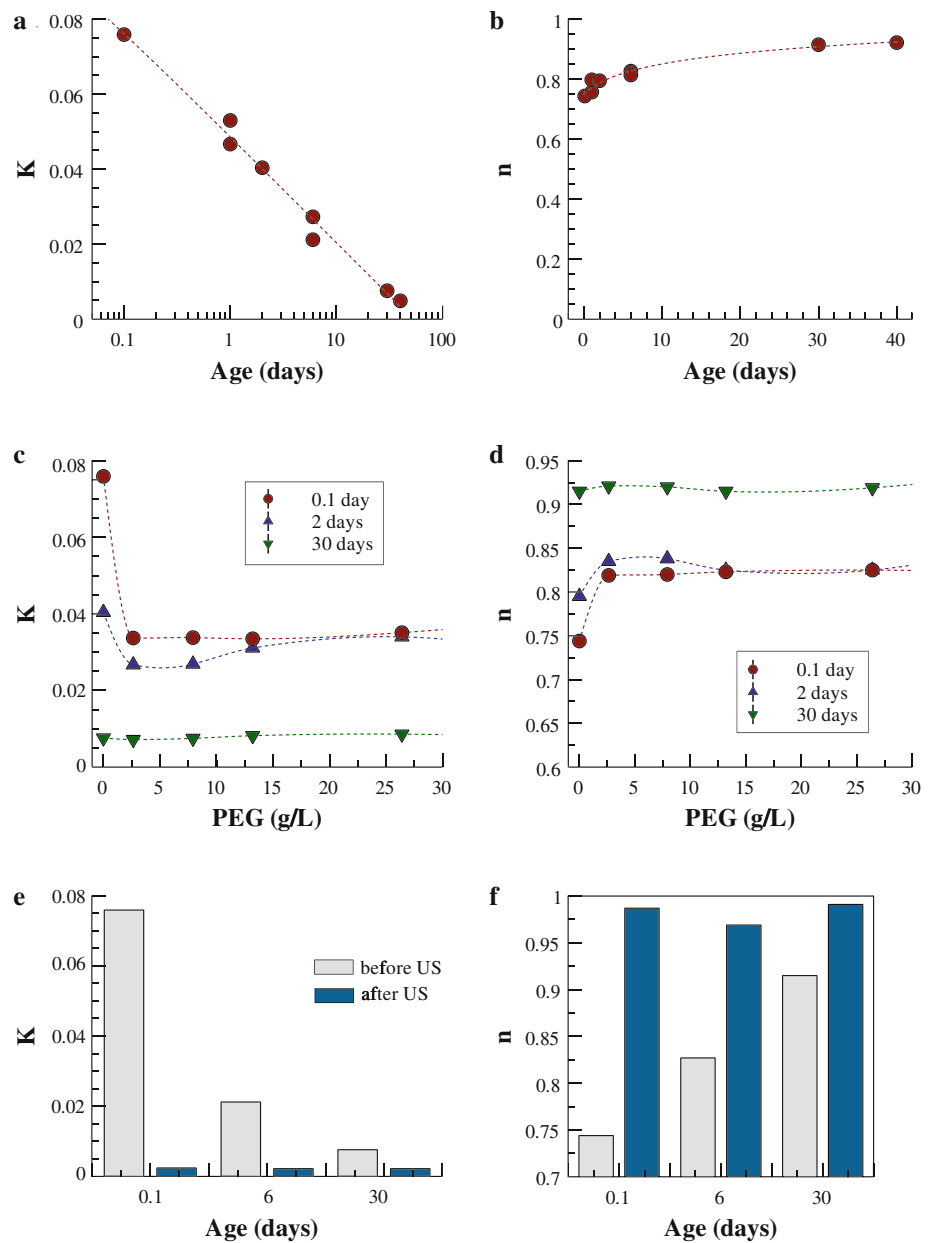 a
0.08
0.06
0.04
0.02
0
K
0.1 1 10 100
Age (days)
b
1
0.8
0.6
0.4
0.2
0
n
0 10 20 30 40
Age (days)
c
0.08
0.06
0.04
0.02
0
K
0.1 day
2 days
30 days
0 5 10 15 20 25 30
PEG (g/L)
d
0.95
0.9
0.85
0.8
0.75
0.7
0.65
0.6
n
0.1 day
2 days
30 days
0 5 10 15 20 25 30
PEG (g/L)
e
0.08
0.06
0.04
0.02
0
K
before US
after US
0.1 6 30
Age (days)
f
1
0.95
0.9
0.85
0.8
0.75
0.7
n
0.1 6 30
Age (days)